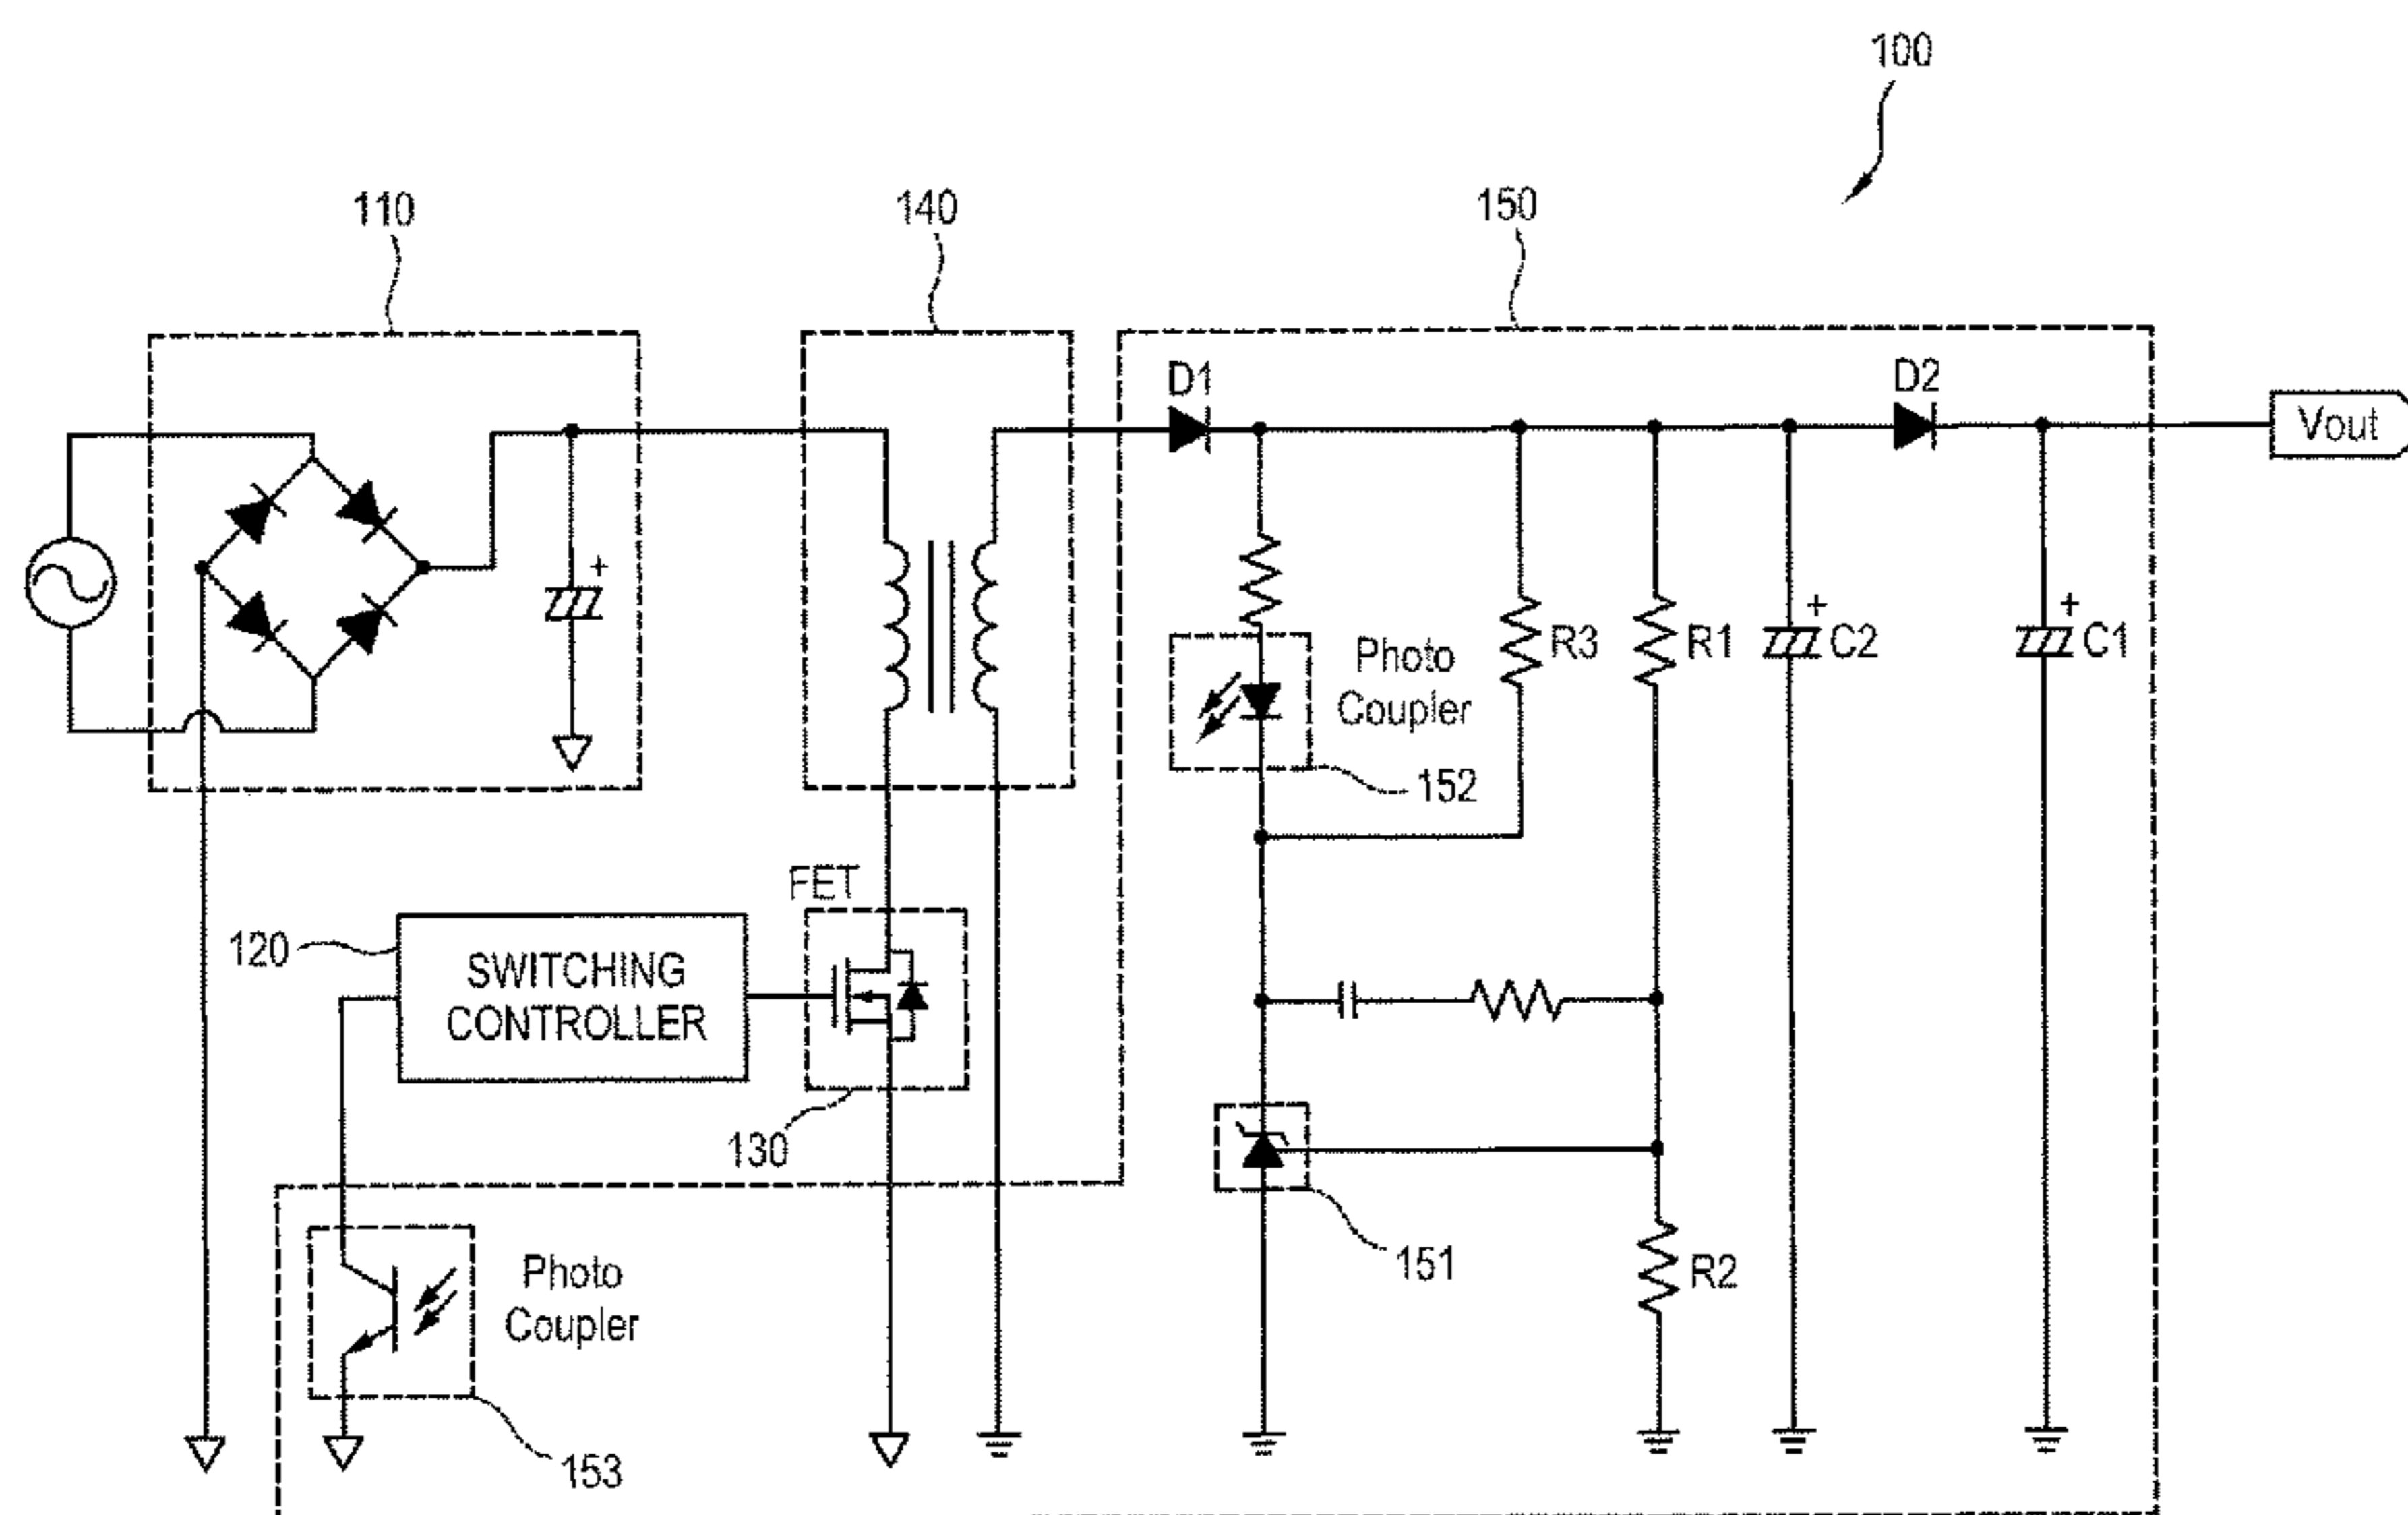 100
110
140
150
D1
D2
Vout
+
+
+
Photo
Coupler
R3
R1
C2
C1
152
FET
120
SWITCHING
CONTROLLER
130
151
R2
Photo
Coupler
153